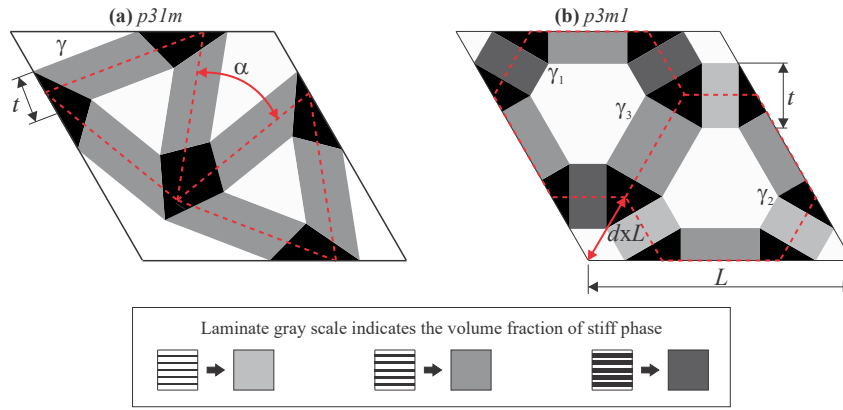 (a) p31m
(b) p3m1
γ
t
α
γ1
γ3
t
γ2
dxL
L
Laminate gray scale indicates the volume fraction of stiff phase